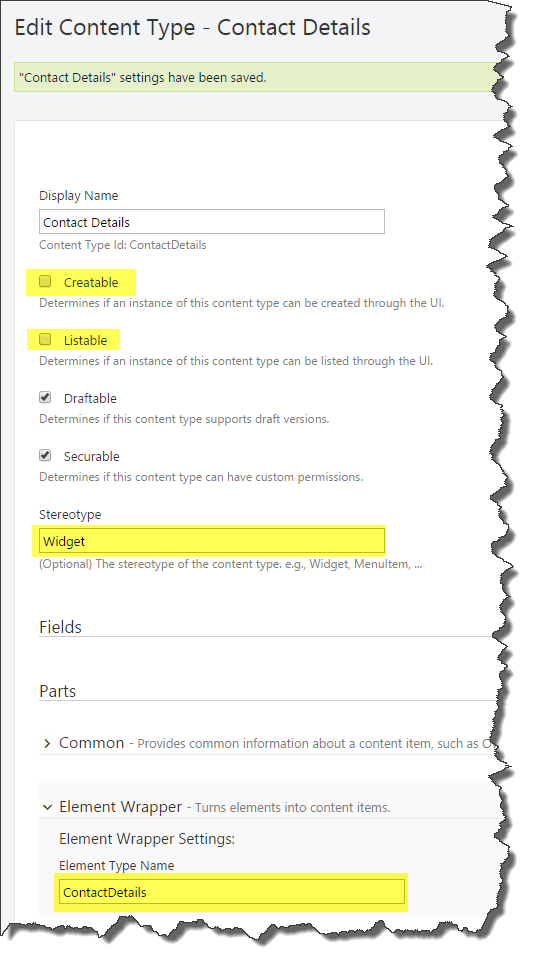 Edit Content Type - Contact Details
"Contact Details" settings have been saved.
Display Name
Contact Details
Content Type Id: ContactDetails
Creatable
Determines if an instance of this content type can be created through the UI.
Listable
Determines if an instance of this content type can be listed through the UI.
Draftable
Determines if this content type supports draft versions.
Securable
Determines if this content type can have custom permissions.
Stereotype
Widget
(Optional) The stereotype of the content type. e.g., Widget, MenuItem, ...
Fields
Parts
Common - Provides common information about a content item, such as
Element Wrapper - Turns elements into content items.
Element Wrapper Settings:
Element Type Name
ContactDetails